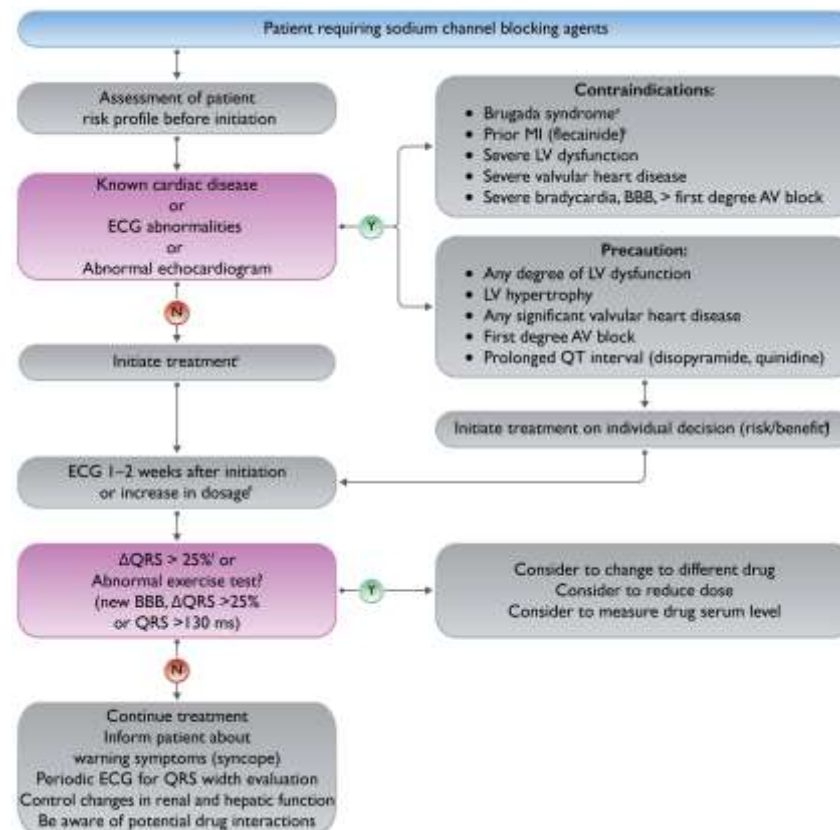 Patient requiring sodium channel blocking agents
Assessment of patient
risk profile before initiation
Known cardiac disease
or
ECG abnormalities
or
Abnormal echocardiogram
Y
Contraindications:
• Brugada syndromeᵃ
• Prior MI (flecainide)ᵇ
• Severe LV dysfunction
• Severe valvular heart disease
• Severe bradycardia, BBB, > first degree AV block
Precaution:
• Any degree of LV dysfunction
• LV hypertrophy
• Any significant valvular heart disease
• First degree AV block
• Prolonged QT interval (disopyramide, quinidine)
N
Initiate treatmentᶜ
Initiate treatment on individual decision (risk/benefit)
ECG 1–2 weeks after initiation
or increase in dosage
ΔQRS > 25% or
Abnormal exercise test?
(new BBB, ΔQRS >25%
or QRS >130 ms)
Y
Consider to change to different drug
Consider to reduce dose
Consider to measure drug serum level
N
Continue treatment
Inform patient about
warning symptoms (syncope)
Periodic ECG for QRS width evaluation
Control changes in renal and hepatic function
Be aware of potential drug interactions